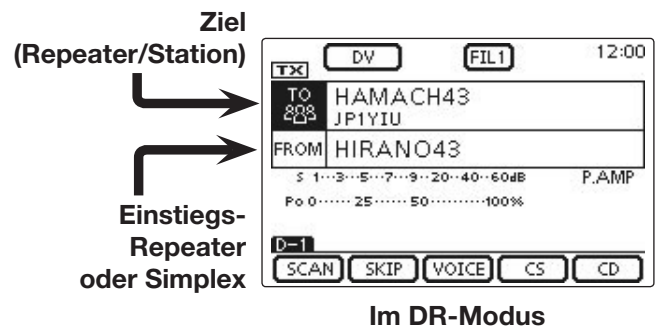 Ziel
(Repeater/Station)
Einstiegs-
Repeater
oder Simplex
DV FIL1 12:00
TX
TO HAMACH43
JP1YIU
FROM HIRANO43
S 1···3···5···7···9··20··40··60dB P.AMP
Po 0······25······50·········100%
D-1
SCAN SKIP VOICE CS CD
Im DR-Modus